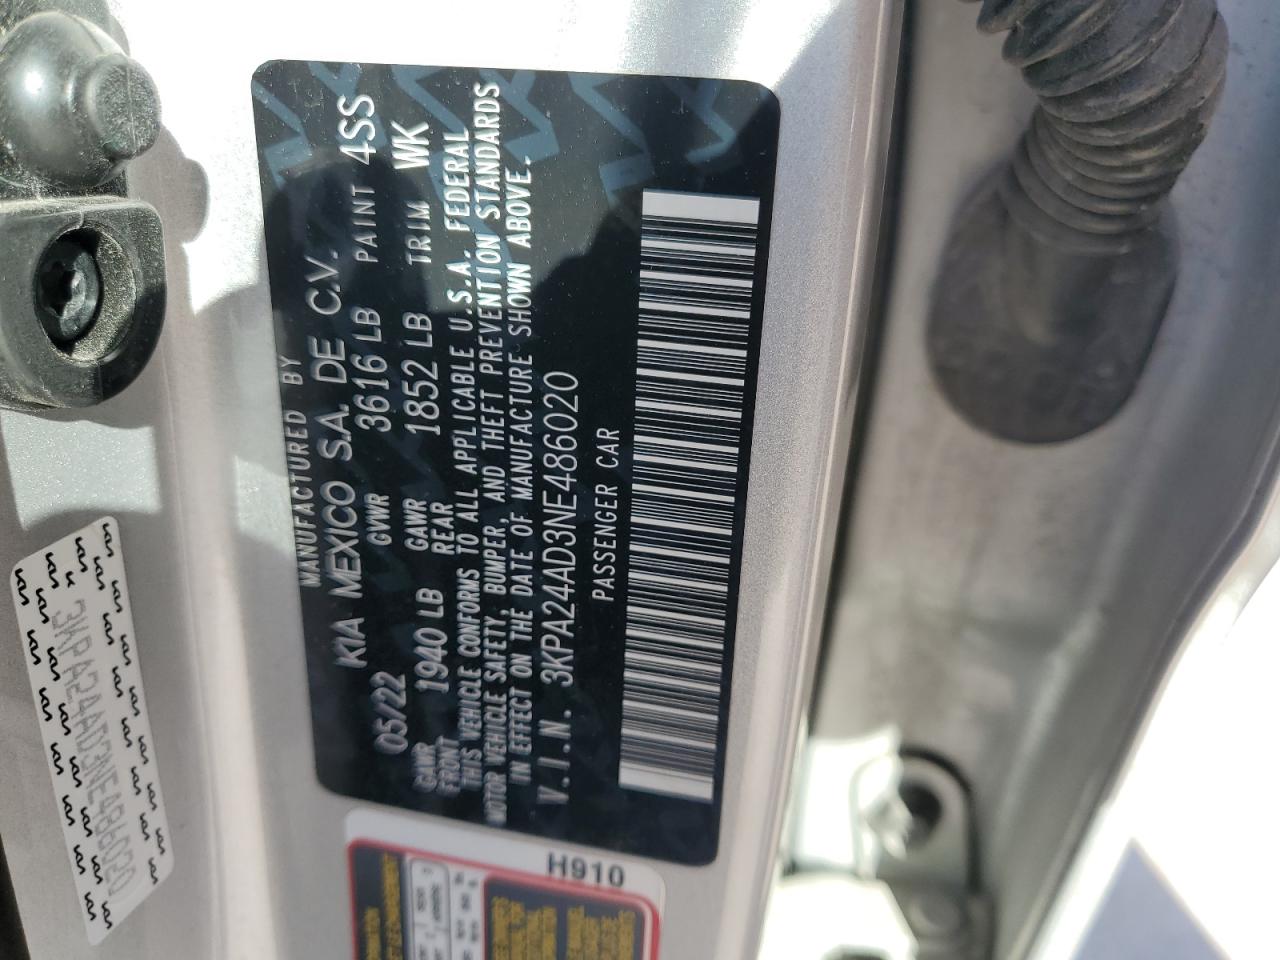 MANUFACTURED BY
KIA MEXICO S.A. DE C.V.
05/22 GVWR 3616 LB PAINT 4SS
GAWR FRONT 1940 LB GAWR REAR 1852 LB TRIM WK
THIS VEHICLE CONFORMS TO ALL APPLICABLE U.S.A. FEDERAL
MOTOR VEHICLE SAFETY, BUMPER, AND THEFT PREVENTION STANDARDS
IN EFFECT ON THE DATE OF MANUFACTURE SHOWN ABOVE.
V.I.N. 3KPA24AD3NE486020
PASSENGER CAR
H910
3KPA24AD3NE486020